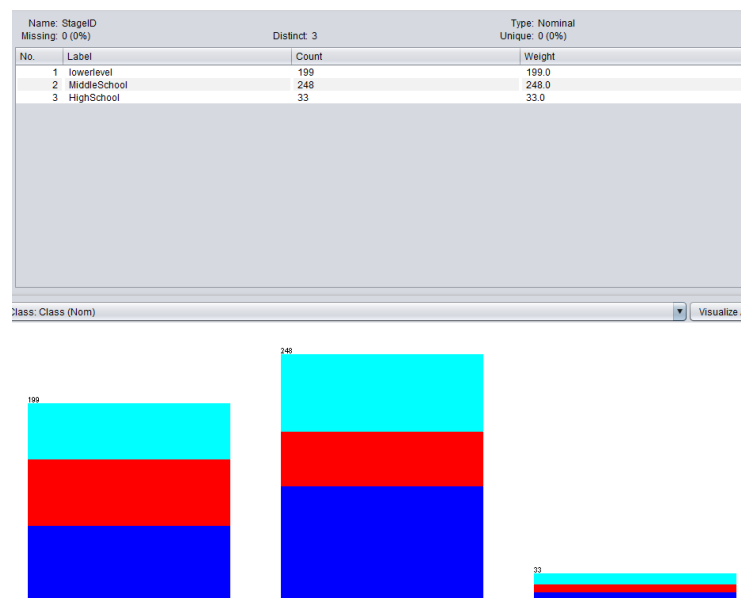 Name: StageID Type: Nominal
Missing: 0 (0%) Distinct: 3 Unique: 0 (0%)
No. Label Count Weight
1 lowerlevel 199 199.0
2 MiddleSchool 248 248.0
3 HighSchool 33 33.0
Class: Class (Nom) Visualize
248
199
33